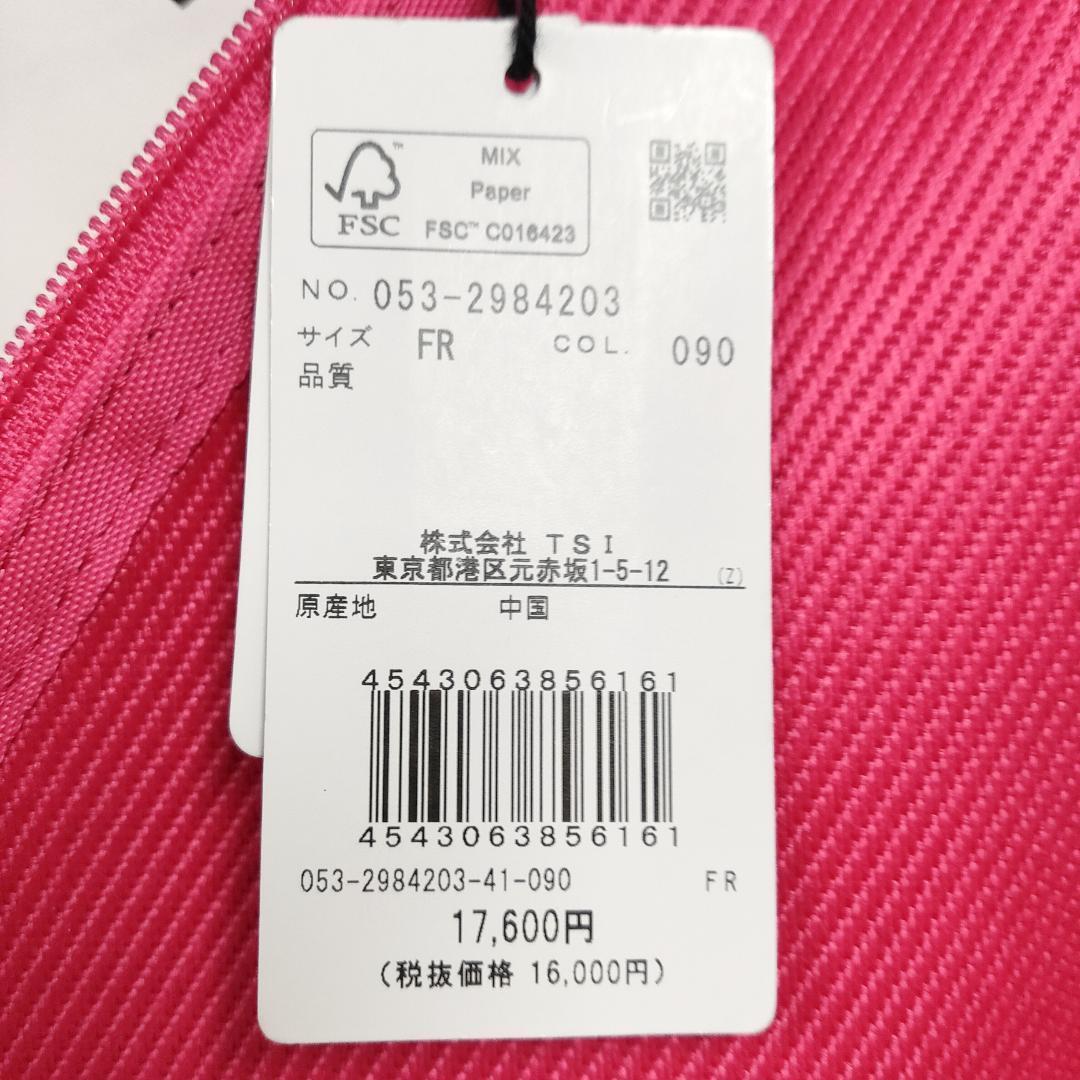 MIX
Paper
FSC™ C016423
™
FSC
NO. 053-2984203
サイズ FR COL. 090
品質
株式会社 TSI
東京都港区元赤坂1-5-12 (Z)
原産地 中国
4543063856161
4543063856161
053-2984203-41-090 FR
17,600円
(税抜価格 16,000円)